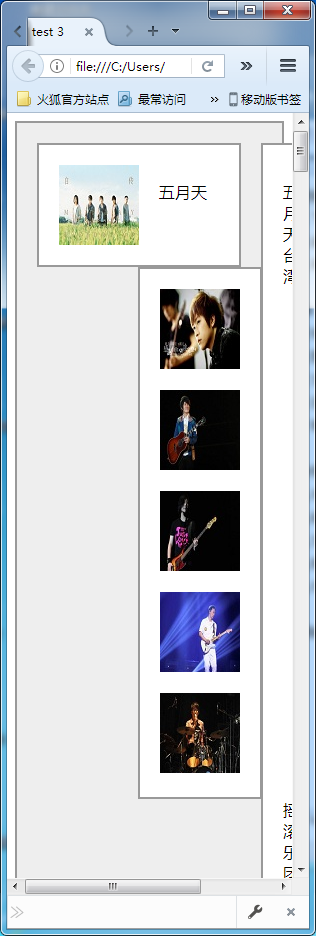 test 3
file:///C:/Users/
火狐官方站点
最常访问
移动版书签
五月天
五
月
天
台
湾
摇
滚
乐
团